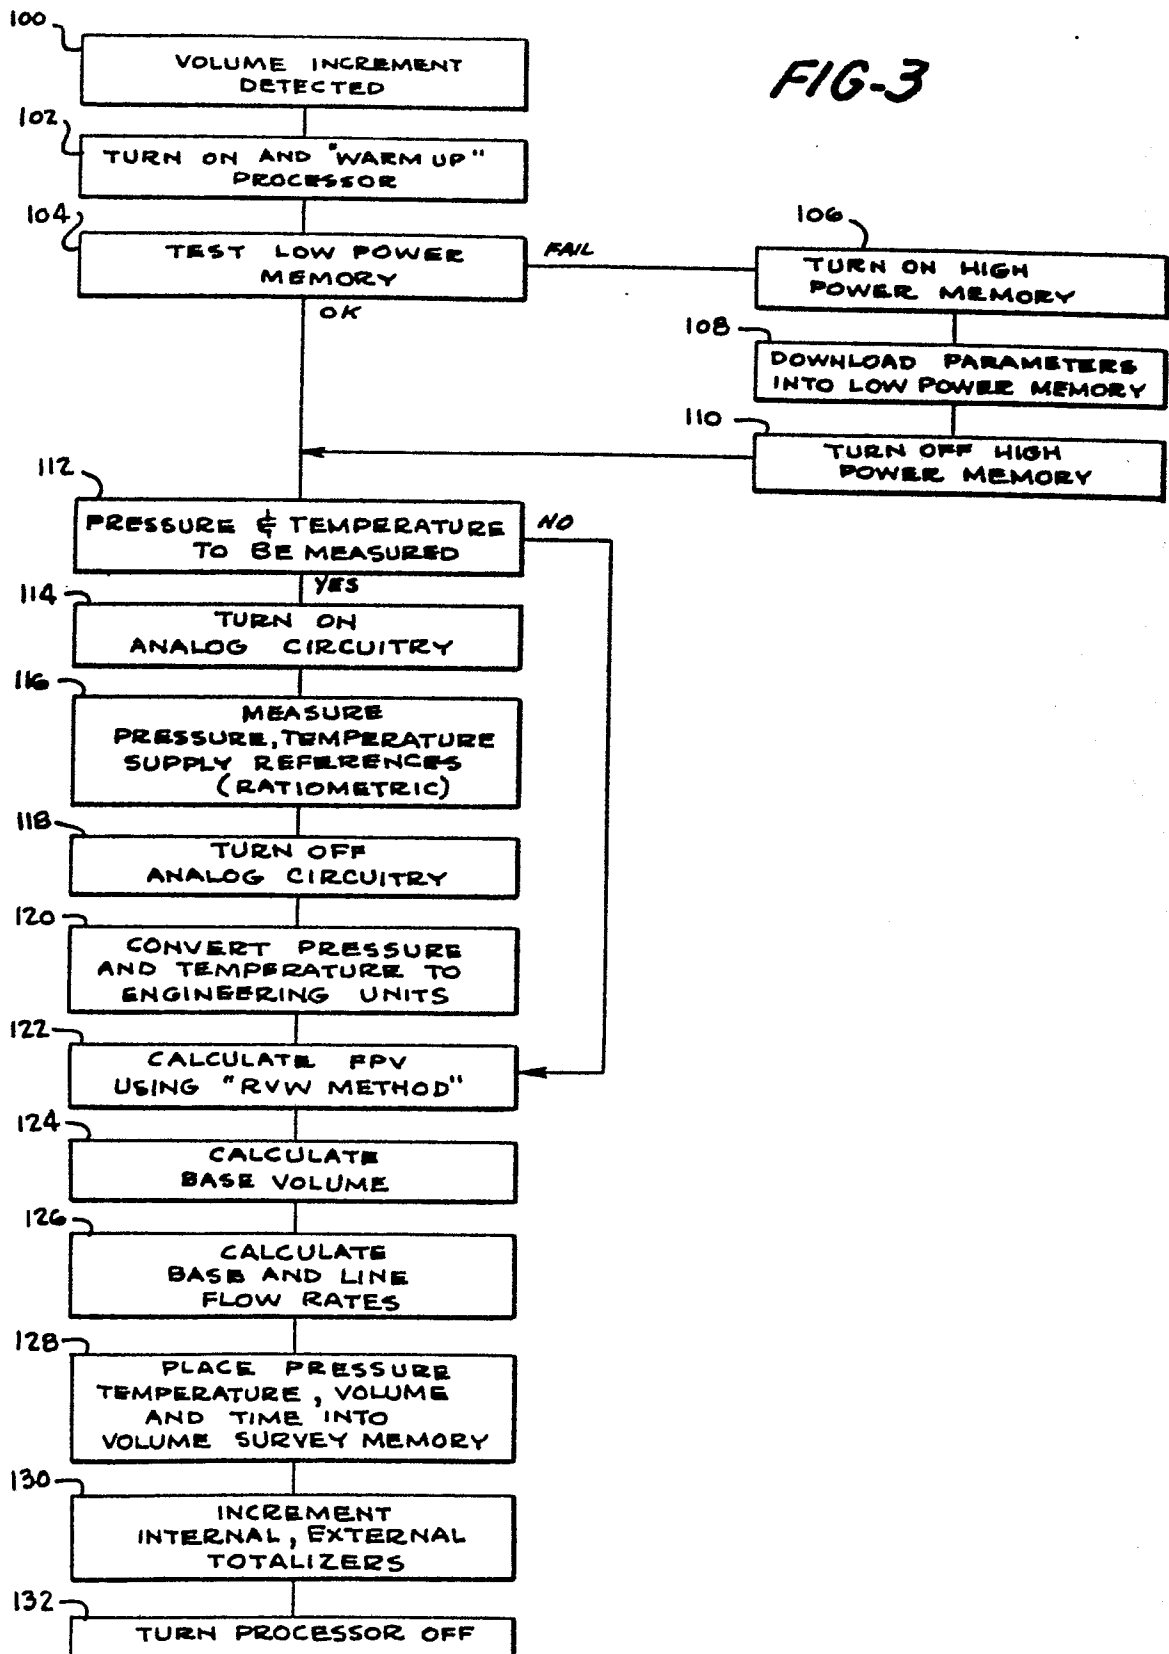 FIG-3
100
VOLUME INCREMENT
DETECTED
102
TURN ON AND "WARM UP"
PROCESSOR
104
TEST LOW POWER
MEMORY
FAIL
OK
106
TURN ON HIGH
POWER MEMORY
108
DOWNLOAD PARAMETERS
INTO LOW POWER MEMORY
110
TURN OFF HIGH
POWER MEMORY
112
PRESSURE & TEMPERATURE
TO BE MEASURED
NO
YES
114
TURN ON
ANALOG CIRCUITRY
116
MEASURE
PRESSURE, TEMPERATURE
SUPPLY REFERENCES
(RATIOMETRIC)
118
TURN OFF
ANALOG CIRCUITRY
120
CONVERT PRESSURE
AND TEMPERATURE TO
ENGINEERING UNITS
122
CALCULATE FPV
USING "RVW METHOD"
124
CALCULATE
BASE VOLUME
126
CALCULATE
BASE AND LINE
FLOW RATES
128
PLACE PRESSURE
TEMPERATURE, VOLUME
AND TIME INTO
VOLUME SURVEY MEMORY
130
INCREMENT
INTERNAL, EXTERNAL
TOTALIZERS
132
TURN PROCESSOR OFF